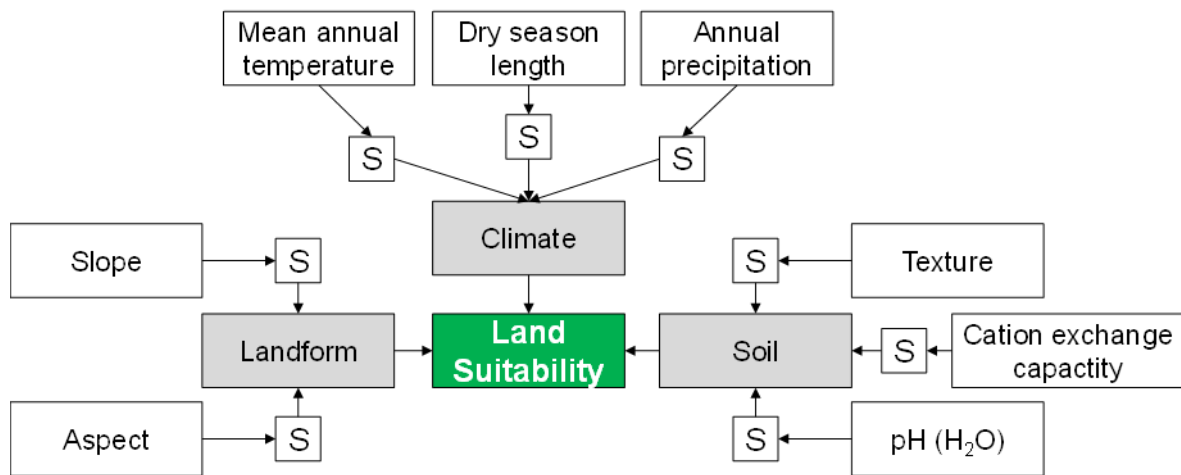 Mean annual
temperature
Dry season
length
Annual
precipitation
S
S
S
Climate
Slope
S
S
Texture
Landform
Land
Suitability
Soil
S
Cation exchange
capactity
Aspect
S
S
pH (H₂O)